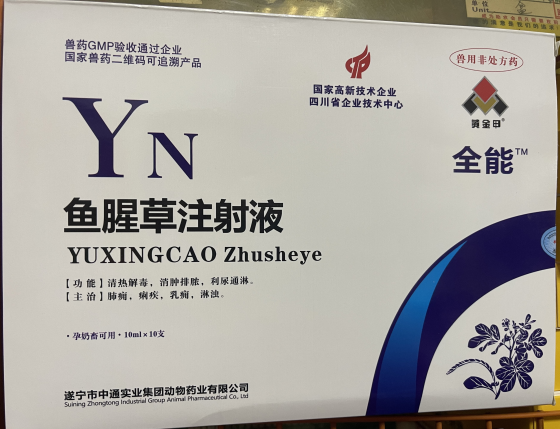 单位
Unit
兽药GMP验收通过企业
国家兽药二维码可追溯产品
国家高新技术企业
四川省企业技术中心
兽用非处方药
全能™
YN
鱼腥草注射液
YUXINGCAO Zhusheye
【功能】清热解毒，消肿排脓，利尿通淋。
【主治】肺痈，痢疾，乳痈，淋浊。
·孕奶畜可用·10ml×10支
遂宁市中通实业集团动物药业有限公司
Suining Zhongtong Industrial Group Animal Pharmaceutical Co., Ltd